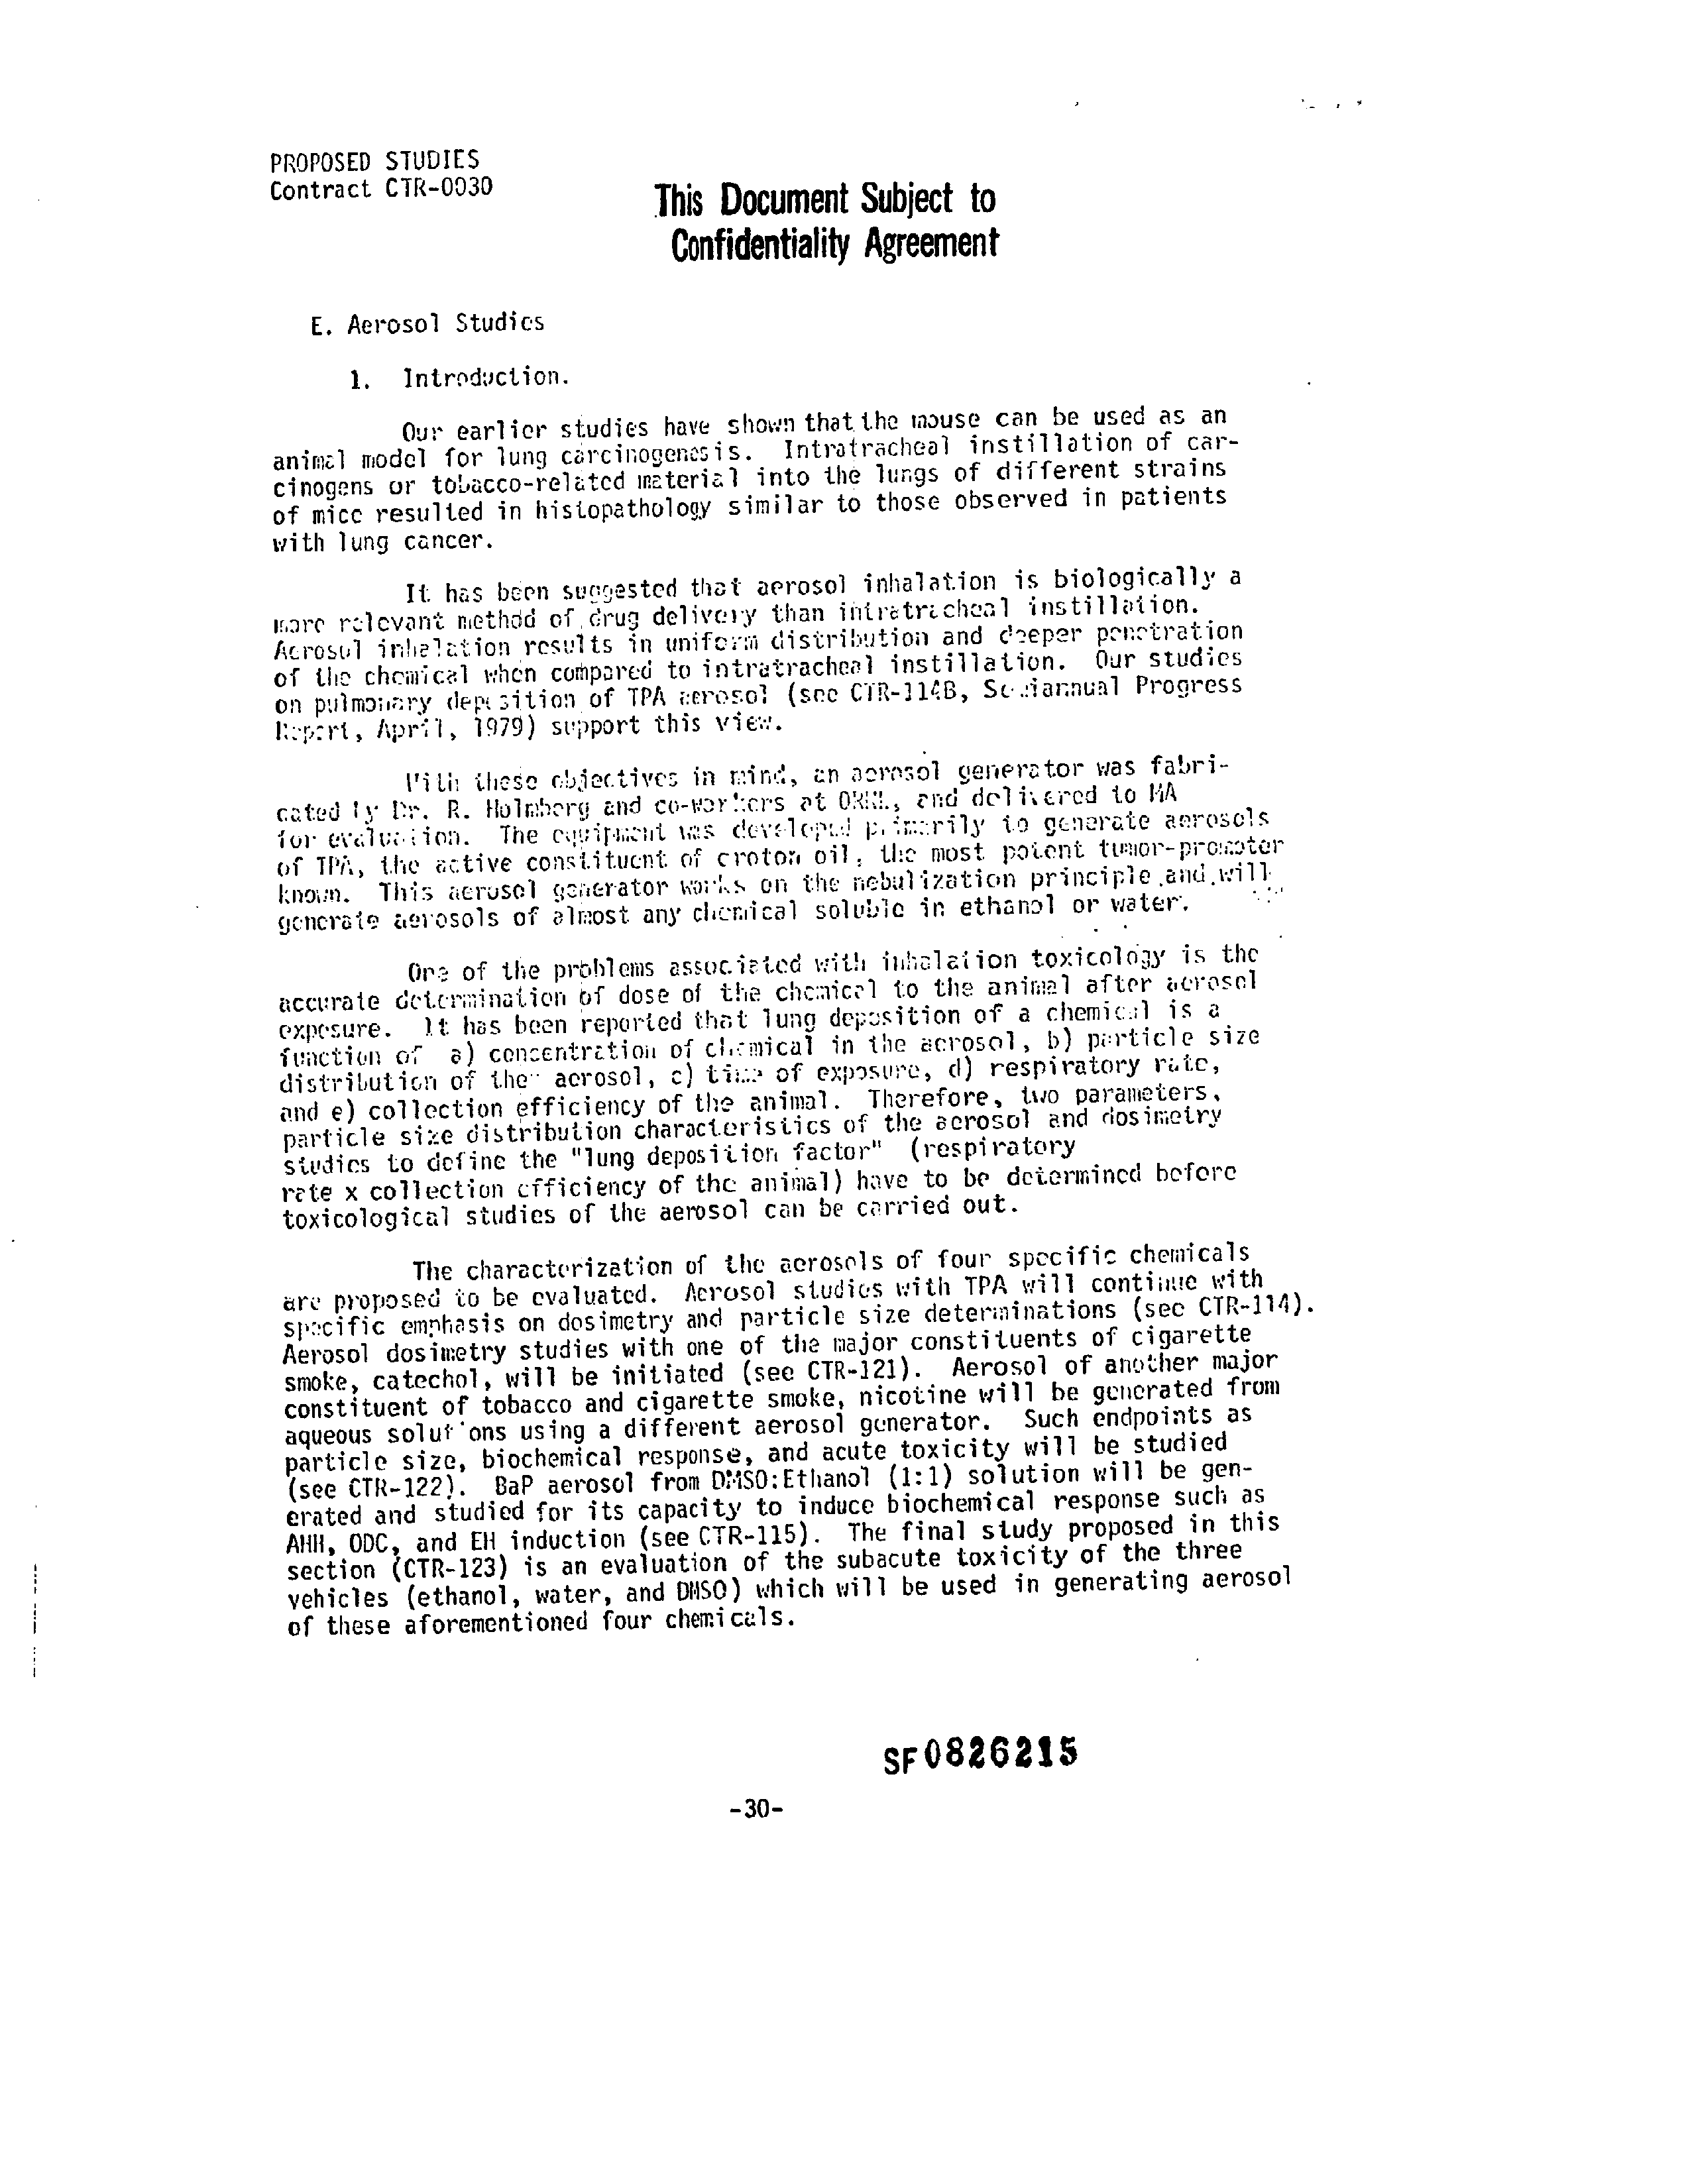 PROPOSED STUDIES
Contract CTR-0030
This Document Subject to
Confidentiality Agreement
E. Aerosol Studies
1. Introduction.
Our earlier studies have shown that the mouse can be used as an
animal model for lung carcinogenesis. Intratracheal instillation of car-
cinogens or tobacco-related material into the lungs of different strains
of mice resulted in histopathology similar to those observed in patients
with lung cancer.
It has been suggested that aerosol inhalation is biologically a
more relevant method of drug delivery than intratracheal instillation.
Aerosol inhalation results in uniform distribution and deeper penetration
of the chemical when compared to intratracheal instillation. Our studies
on pulmonary deposition of TPA aerosol (see CTR-114B, Semiannual Progress
Report, April, 1979) support this view.
With these objectives in mind, an aerosol generator was fabri-
cated by Dr. R. Holmberg and co-workers at ORNL, and delivered to MA
for evaluation. The equipment was developed primarily to generate aerosols
of TPA, the active constituent of croton oil, the most potent tumor-promoter
known. This aerosol generator works on the nebulization principle and will
generate aerosols of almost any chemical soluble in ethanol or water.
One of the problems associated with inhalation toxicology is the
accurate determination of dose of the chemical to the animal after aerosol
exposure. It has been reported that lung deposition of a chemical is a
function of a) concentration of chemical in the aerosol, b) particle size
distribution of the aerosol, c) time of exposure, d) respiratory rate,
and e) collection efficiency of the animal. Therefore, two parameters,
particle size distribution characteristics of the aerosol and dosimetry
studies to define the "lung deposition factor" (respiratory
rate x collection efficiency of the animal) have to be determined before
toxicological studies of the aerosol can be carried out.
The characterization of the aerosols of four specific chemicals
are proposed to be evaluated. Aerosol studies with TPA will continue with
specific emphasis on dosimetry and particle size determinations (see CTR-114).
Aerosol dosimetry studies with one of the major constituents of cigarette
smoke, catechol, will be initiated (see CTR-121). Aerosol of another major
constituent of tobacco and cigarette smoke, nicotine will be generated from
aqueous solutions using a different aerosol generator. Such endpoints as
particle size, biochemical response, and acute toxicity will be studied
(see CTR-122). BaP aerosol from DMSO:Ethanol (1:1) solution will be gen-
erated and studied for its capacity to induce biochemical response such as
AHH, ODC, and EH induction (see CTR-115). The final study proposed in this
section (CTR-123) is an evaluation of the subacute toxicity of the three
vehicles (ethanol, water, and DMSO) which will be used in generating aerosol
of these aforementioned four chemicals.
SF0826215
-30-